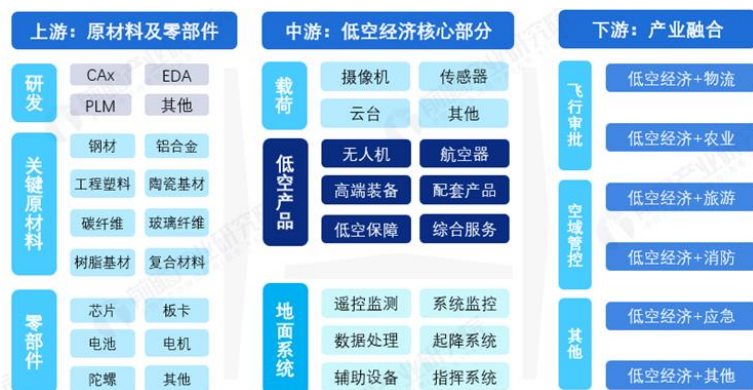 上游：原材料及零部件
研发
CAx
EDA
PLM
其他
关键原材料
钢材
铝合金
工程塑料
陶瓷基材
碳纤维
玻璃纤维
树脂基材
复合材料
零部件
芯片
板卡
电池
电机
陀螺
其他
中游：低空经济核心部分
载荷
摄像机
传感器
云台
其他
低空产品
无人机
航空器
高端装备
配套产品
低空保障
综合服务
地面系统
遥控监测
系统监控
数据处理
起降系统
辅助设备
指挥系统
下游：产业融合
飞行审批
空域管控
其他
低空经济+物流
低空经济+农业
低空经济+旅游
低空经济+消防
低空经济+应急
低空经济+其他